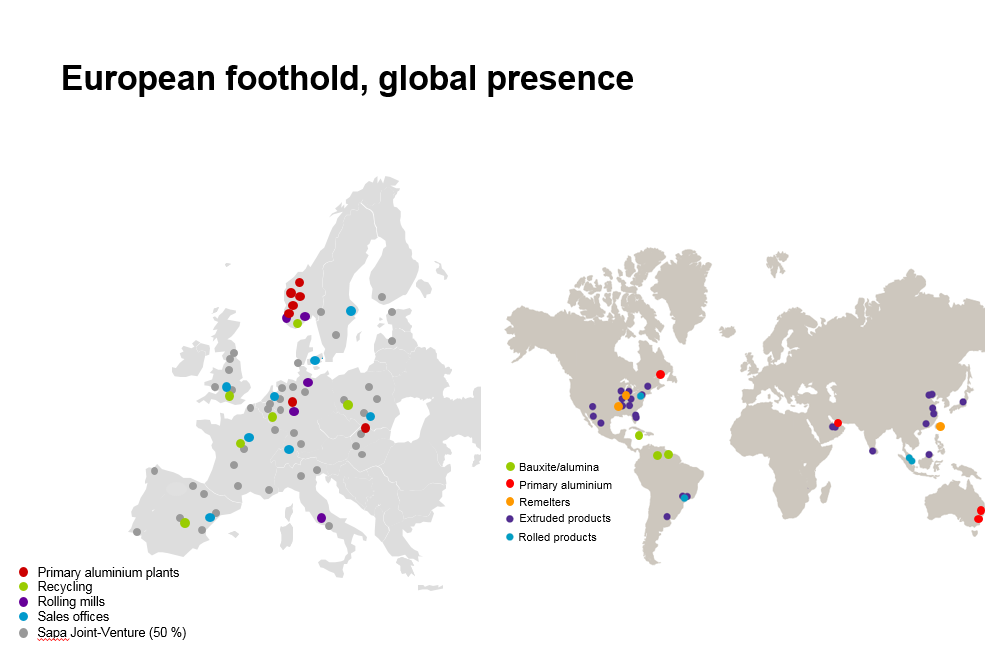 European foothold, global presence
Bauxite/alumina
Primary aluminium
Remelters
Extruded products
Rolled products
Primary aluminium plants
Recycling
Rolling mills
Sales offices
Sapa Joint-Venture (50 %)